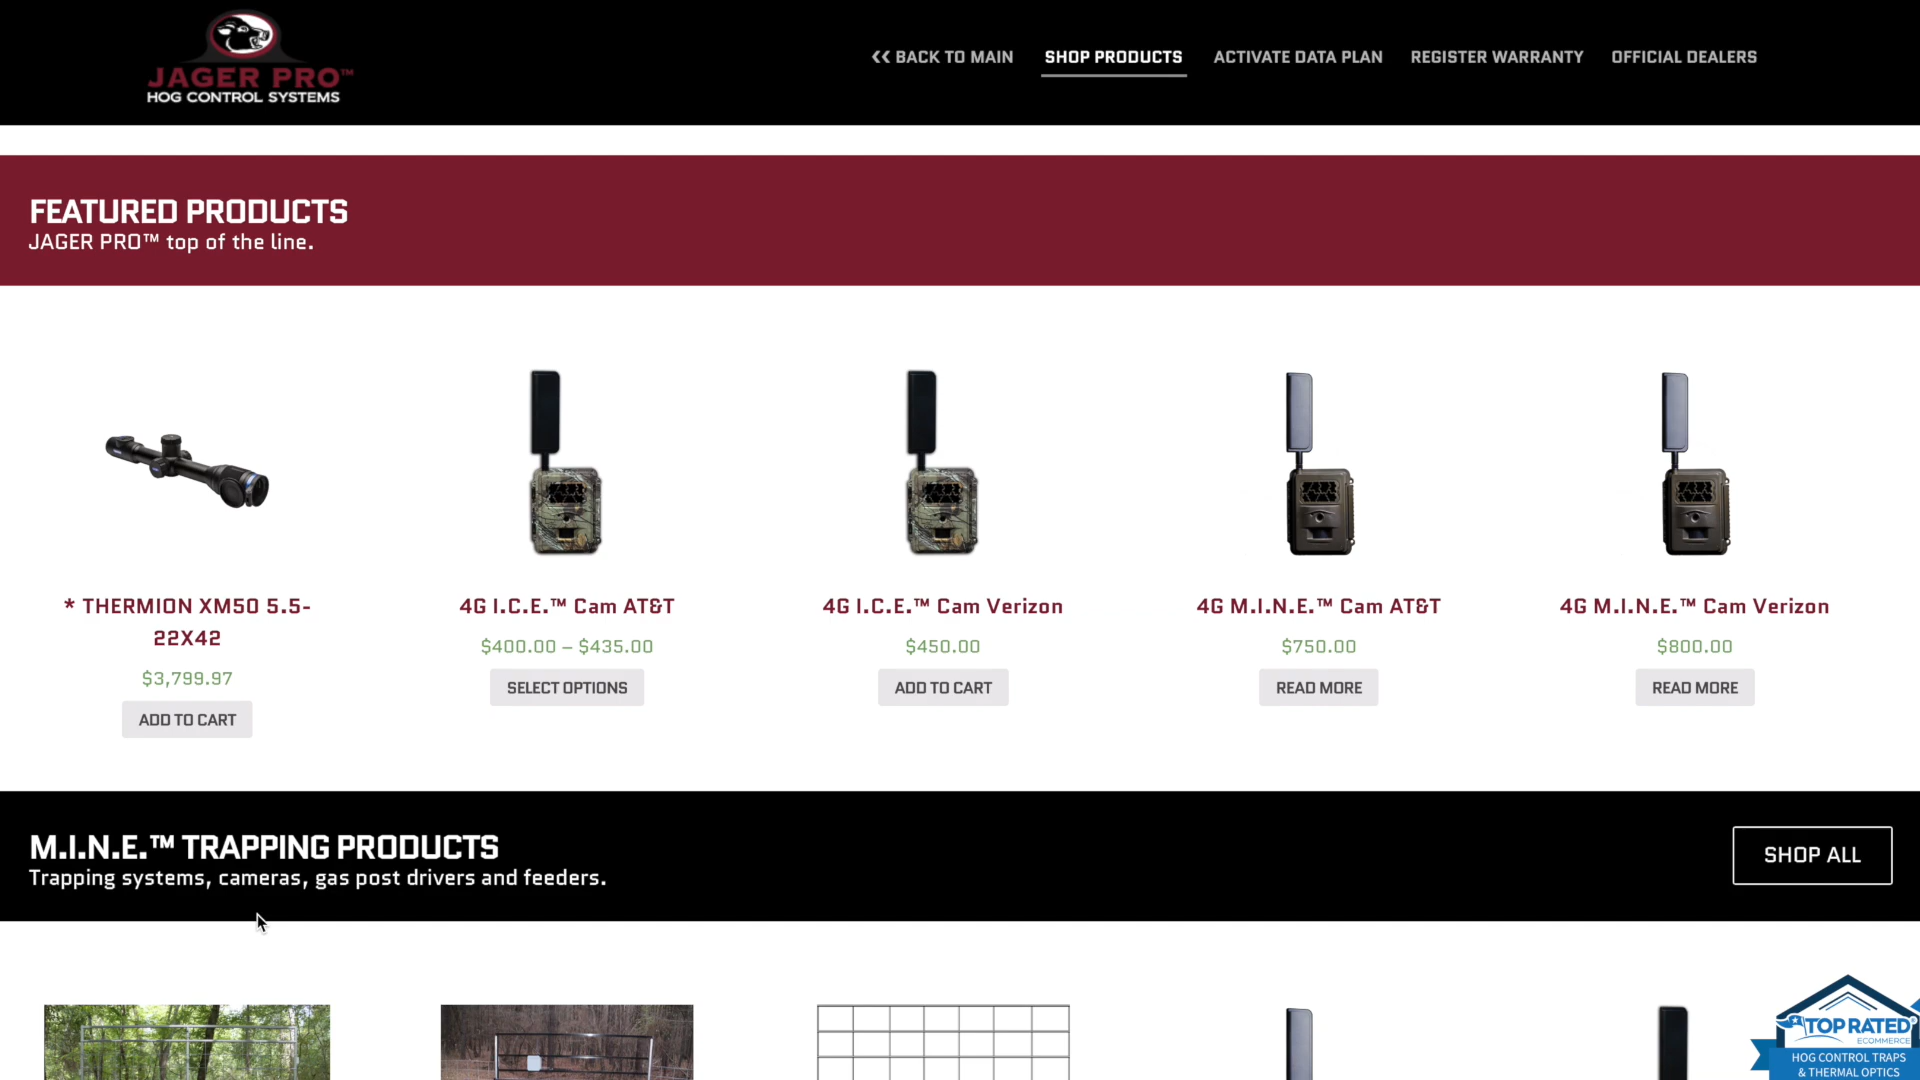 JAGER PRO™
HOG CONTROL SYSTEMS
BACK TO MAIN
SHOP PRODUCTS
ACTIVATE DATA PLAN
REGISTER WARRANTY
OFFICIAL DEALERS
FEATURED PRODUCTS
JAGER PRO™ top of the line.
* THERMION XM50 5.5-
22X42
$3,799.97
ADD TO CART
4G I.C.E.™ Cam AT&T
$400.00 – $435.00
SELECT OPTIONS
4G I.C.E.™ Cam Verizon
$450.00
ADD TO CART
4G M.I.N.E.™ Cam AT&T
$750.00
READ MORE
4G M.I.N.E.™ Cam Verizon
$800.00
READ MORE
M.I.N.E.™ TRAPPING PRODUCTS
Trapping systems, cameras, gas post drivers and feeders.
SHOP ALL
TOP RATED®
ECOMMERCE
HOG CONTROL TRAPS
& THERMAL OPTICS